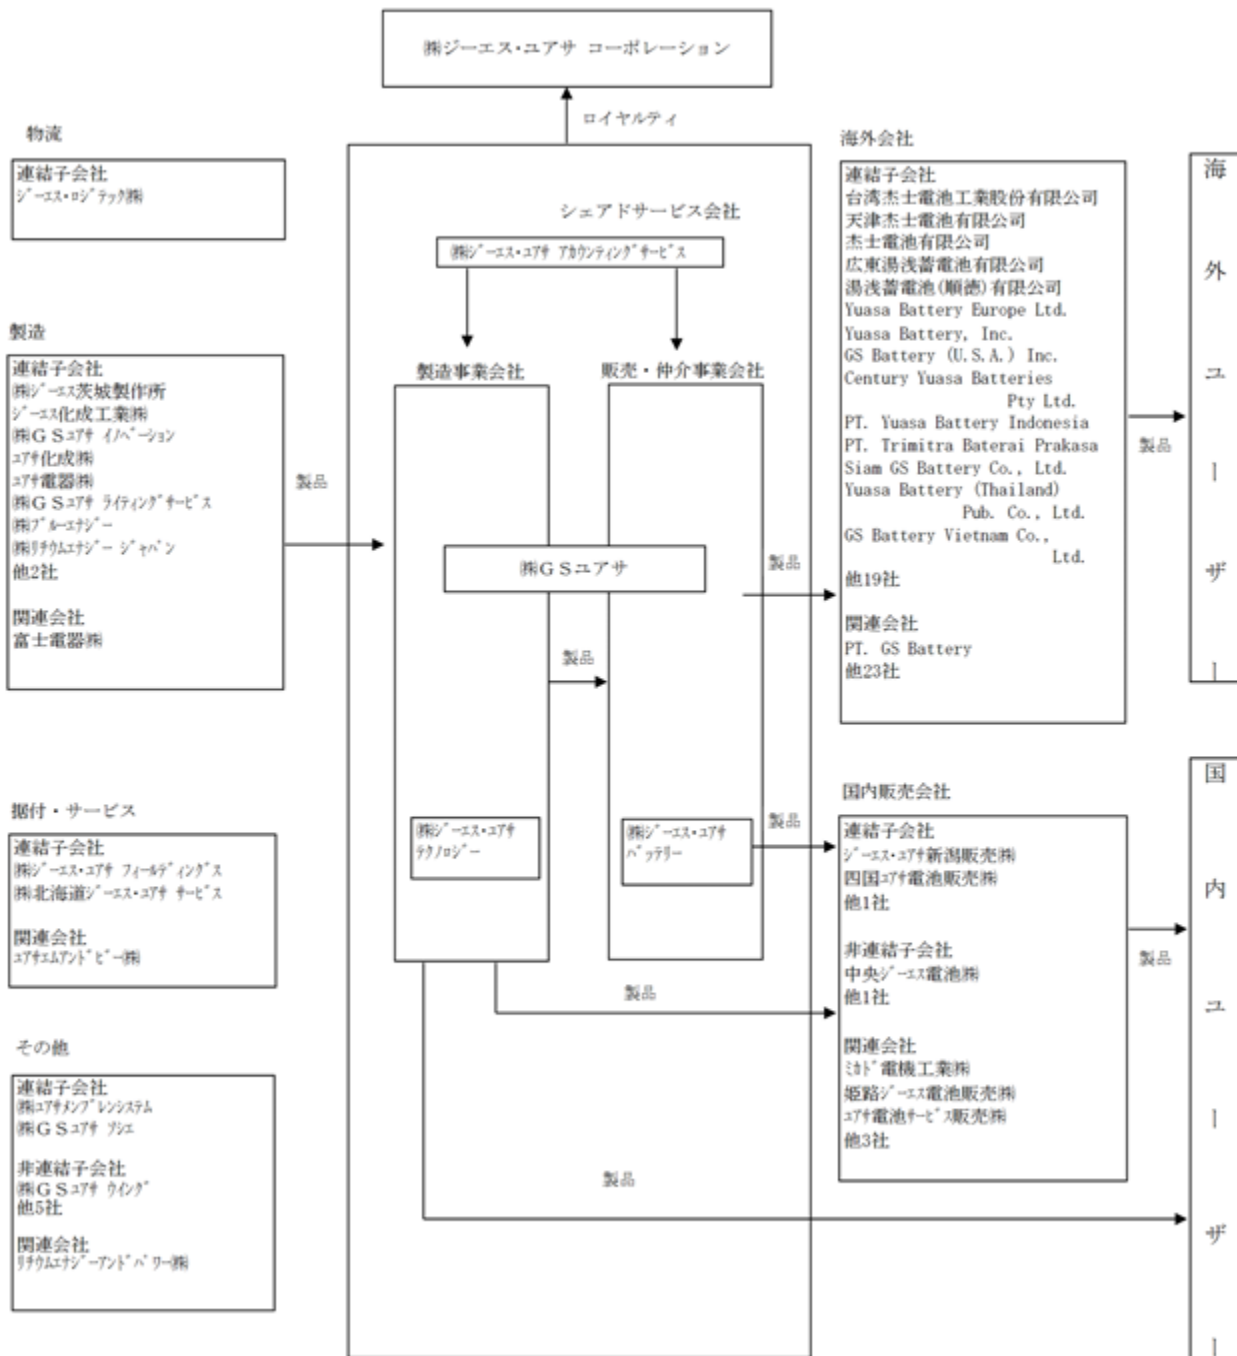 ㈱ジーエス・ユアサ コーポレーション
ロイヤルティ
物流
連結子会社
ジーエス・ロジテック㈱
製造
連結子会社
㈱ジーエス茨城製作所
ジーエス化成工業㈱
㈱ＧＳユアサ イノベーション
ユアサ化成㈱
ユアサ電器㈱
㈱ＧＳユアサ ライティングサービス
㈱ブルーエナジー
㈱リチウムエナジー ジャパン
他2社
関連会社
富士電器㈱
製品
据付・サービス
連結子会社
㈱ジーエス・ユアサ フィールディングス
㈱北海道ジーエス・ユアサ サービス
関連会社
ユアサエムアンドビー㈱
その他
連結子会社
㈱ユアサメンブレンシステム
㈱ＧＳユアサ ソシエ
非連結子会社
㈱ＧＳユアサ ウイング
他5社
関連会社
リチウムエナジーアンドパワー㈱
シェアドサービス会社
㈱ジーエス・ユアサ アカウンティングサービス
製造事業会社
販売・仲介事業会社
㈱ＧＳユアサ
製品
㈱ジーエス・ユアサ
テクノロジー
㈱ジーエス・ユアサ
バッテリー
製品
製品
製品
製品
海外会社
連結子会社
台湾杰士電池工業股份有限公司
天津杰士電池有限公司
杰士電池有限公司
広東湯浅蓄電池有限公司
湯浅蓄電池(順徳)有限公司
Yuasa Battery Europe Ltd.
Yuasa Battery, Inc.
GS Battery (U.S.A.) Inc.
Century Yuasa Batteries
Pty Ltd.
PT. Yuasa Battery Indonesia
PT. Trimitra Baterai Prakasa
Siam GS Battery Co., Ltd.
Yuasa Battery (Thailand)
Pub. Co., Ltd.
GS Battery Vietnam Co.,
Ltd.
他19社
関連会社
PT. GS Battery
他23社
製品
海外ユーザー
国内販売会社
連結子会社
ジーエス・ユアサ新潟販売㈱
四国ユアサ電池販売㈱
他1社
非連結子会社
中央ジーエス電池㈱
他1社
関連会社
ミカド電機工業㈱
姫路ジーエス電池販売㈱
ユアサ電池サービス販売㈱
他3社
製品
国内ユーザー